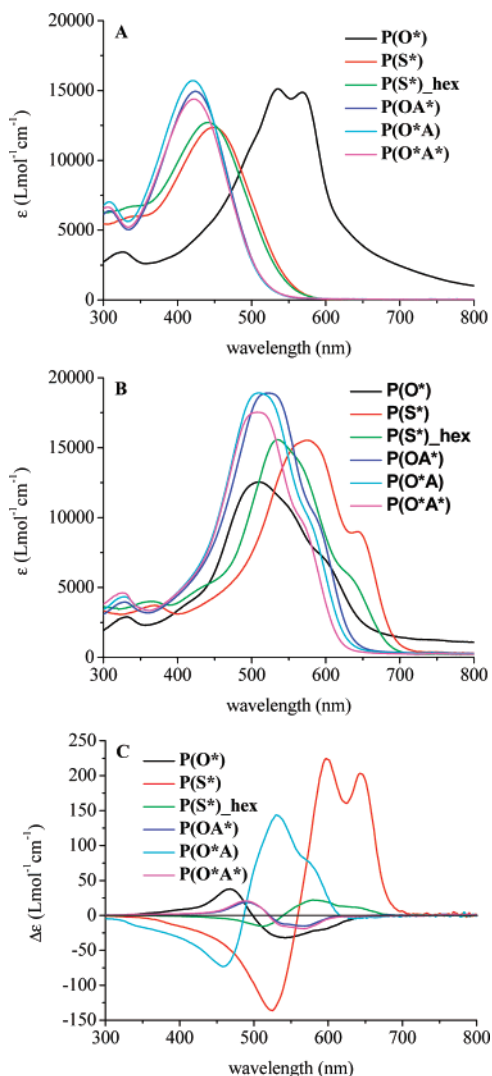 A
P(O*)
P(S*)
P(S*)_hex
P(OA*)
P(O*A)
P(O*A*)
20000
15000
10000
5000
0
ε (Lmol⁻¹cm⁻¹)
300 400 500 600 700 800
wavelength (nm)
B
P(O*)
P(S*)
P(S*)_hex
P(OA*)
P(O*A)
P(O*A*)
20000
15000
10000
5000
0
ε (Lmol⁻¹cm⁻¹)
300 400 500 600 700 800
wavelength (nm)
C
P(O*)
P(S*)
P(S*)_hex
P(OA*)
P(O*A)
P(O*A*)
250
200
150
100
50
0
-50
-100
-150
Δε (Lmol⁻¹cm⁻¹)
300 400 500 600 700 800
wavelength (nm)